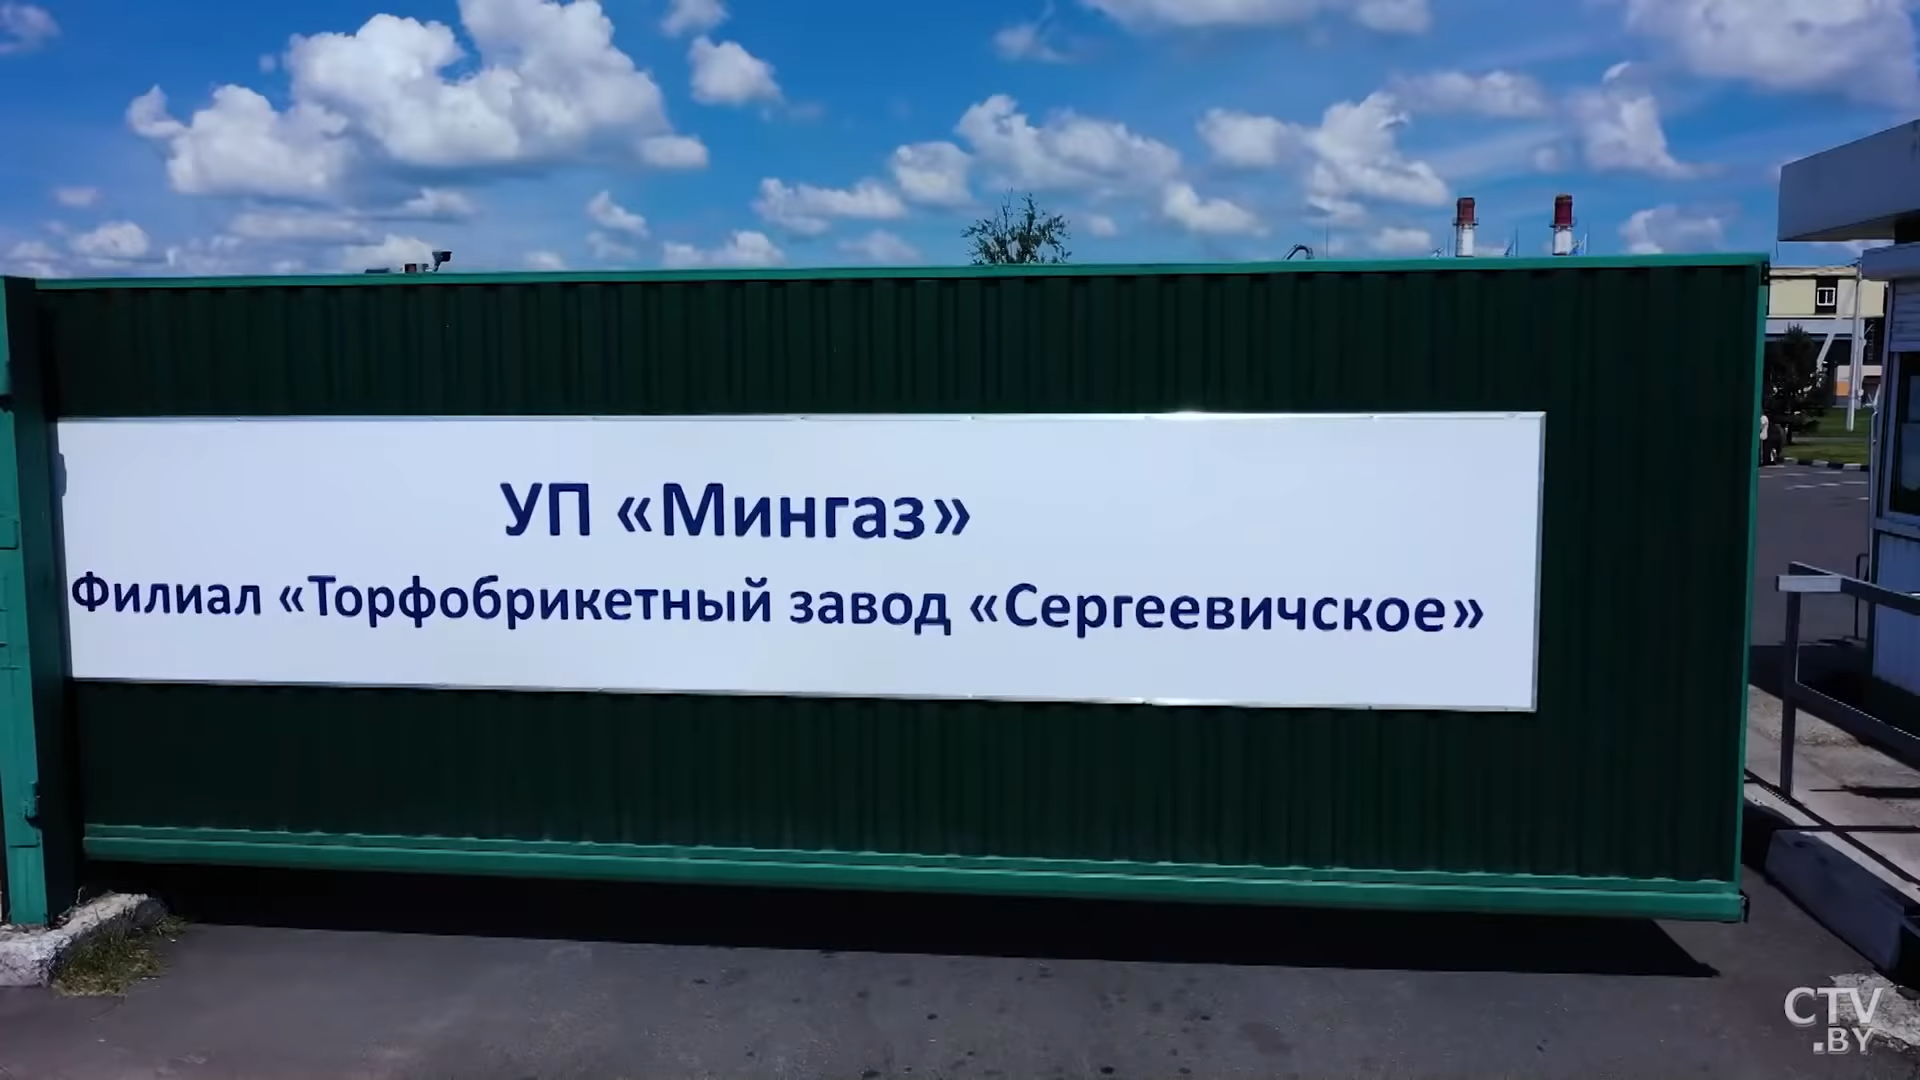 УП «Мингаз»
Филиал «Торфобрикетный завод «Сергеевичское»
CTV
.BY